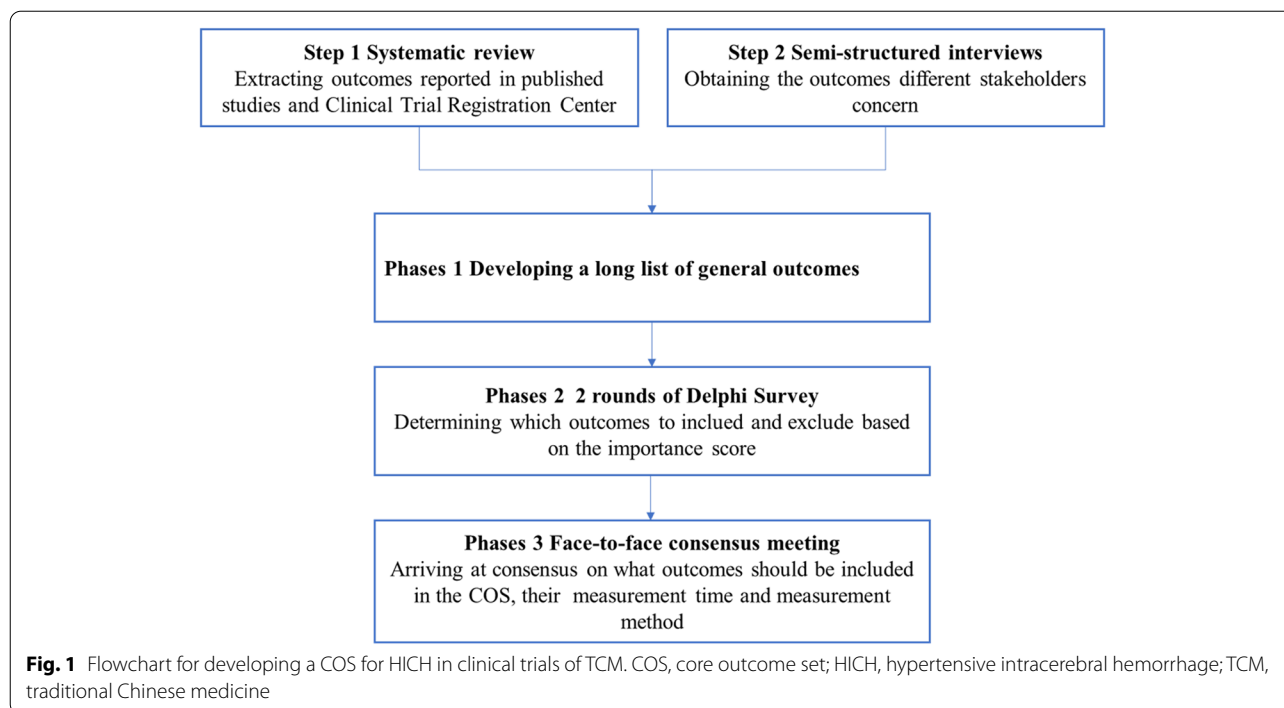 Step 1 Systematic review
Extracting outcomes reported in published
studies and Clinical Trial Registration Center
Step 2 Semi-structured interviews
Obtaining the outcomes different stakeholders
concern
Phases 1 Developing a long list of general outcomes
Phases 2 2 rounds of Delphi Survey
Determining which outcomes to inclued and exclude based
on the importance score
Phases 3 Face-to-face consensus meeting
Arriving at consensus on what outcomes should be included
in the COS, their measurement time and measurement
method
Fig. 1 Flowchart for developing a COS for HICH in clinical trials of TCM. COS, core outcome set; HICH, hypertensive intracerebral hemorrhage; TCM,
traditional Chinese medicine